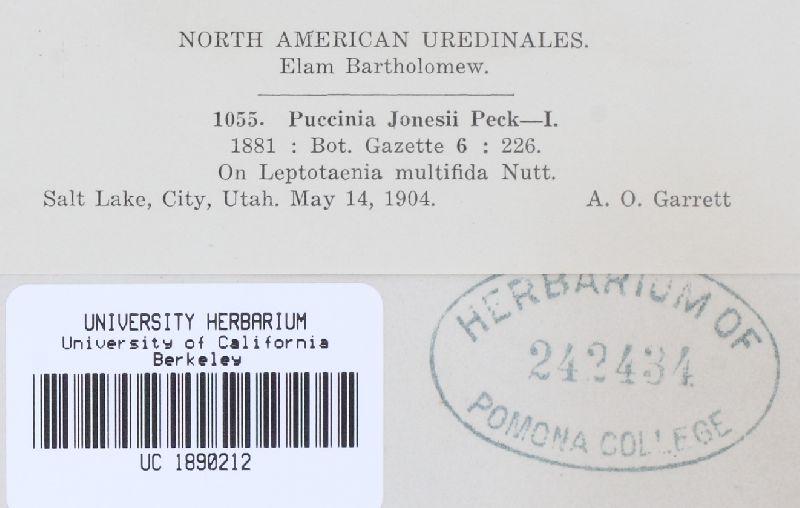 NORTH AMERICAN UREDINALES.
Elam Bartholomew.
1055. Puccinia Jonesii Peck—I.
1881 : Bot. Gazette 6 : 226.
On Leptotaenia multifida Nutt.
Salt Lake, City, Utah. May 14, 1904. A. O. Garrett
UNIVERSITY HERBARIUM
University of California
Berkeley
UC 1890212
HERBARIUM OF
242434
POMONA COLLEGE